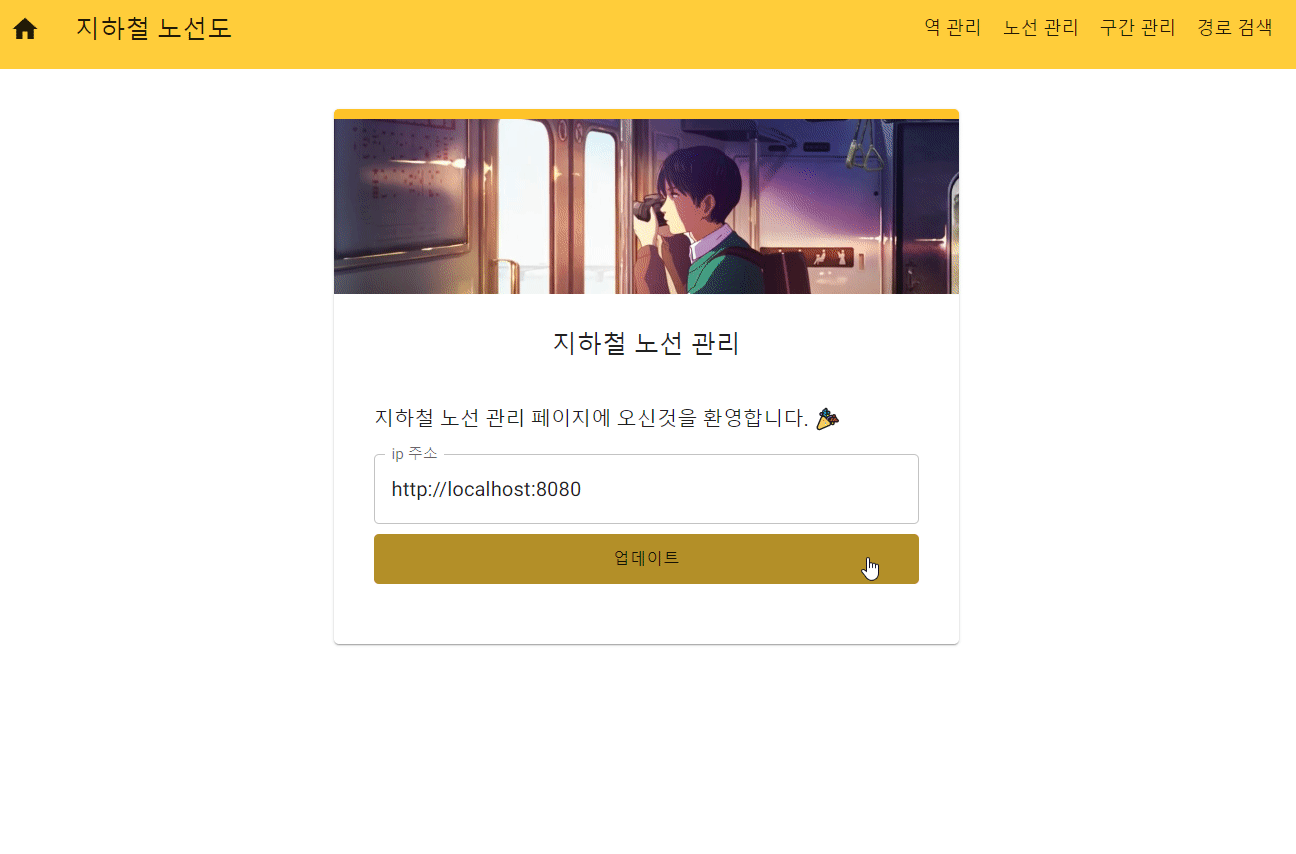 지하철 노선도
역 관리 노선 관리 구간 관리 경로 검색
지하철 노선 관리
지하철 노선 관리 페이지에 오신것을 환영합니다. 🎉
ip 주소
http://localhost:8080
업데이트